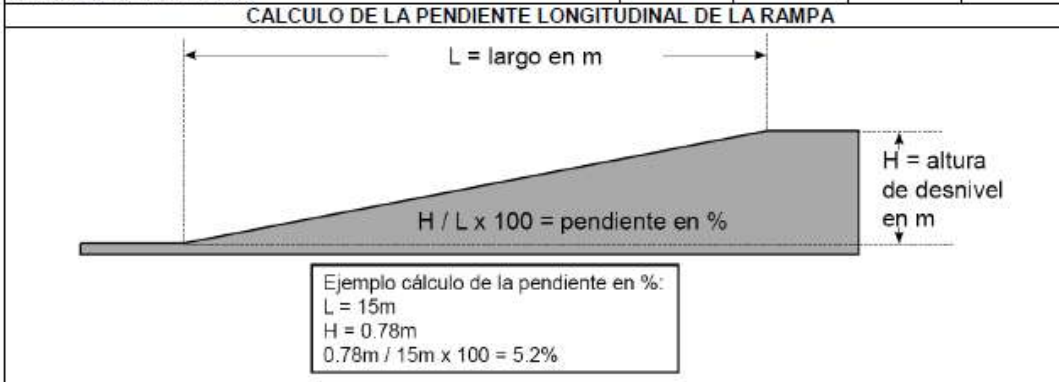 CALCULO DE LA PENDIENTE LONGITUDINAL DE LA RAMPA
L = largo en m
H = altura
de desnivel
en m
H / L x 100 = pendiente en %
Ejemplo cálculo de la pendiente en %:
L = 15m
H = 0.78m
0.78m / 15m x 100 = 5.2%